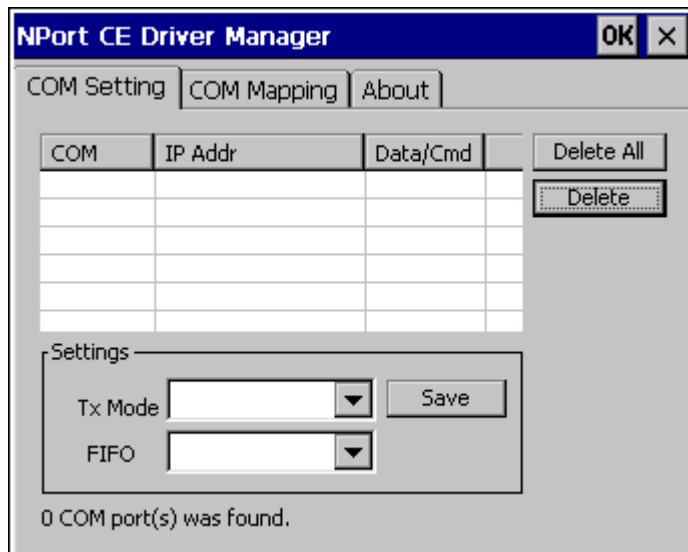 NPort CE Driver Manager OK ×
COM Setting COM Mapping About
COM IP Addr Data/Cmd Delete All
Delete
Settings
Tx Mode Save
FIFO
0 COM port(s) was found.